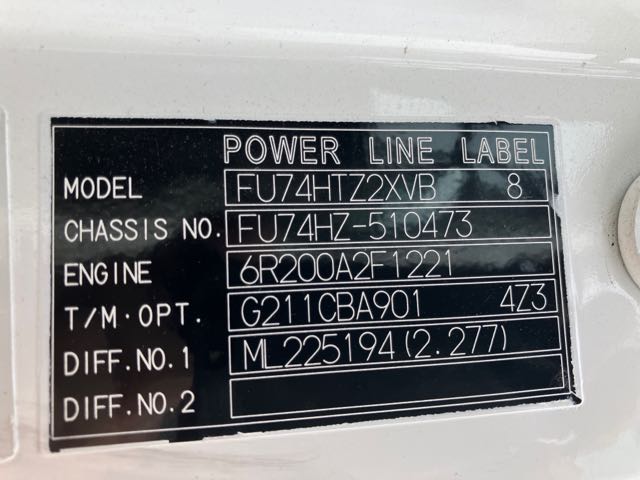 POWER LINE LABEL
MODEL FU74HTZ2XVB 8
CHASSIS NO. FU74HZ-510473
ENGINE 6R200A2F1221
T/M·OPT. G211CBA901 4Z3
DIFF.NO.1 ML225194(2.277)
DIFF.NO.2